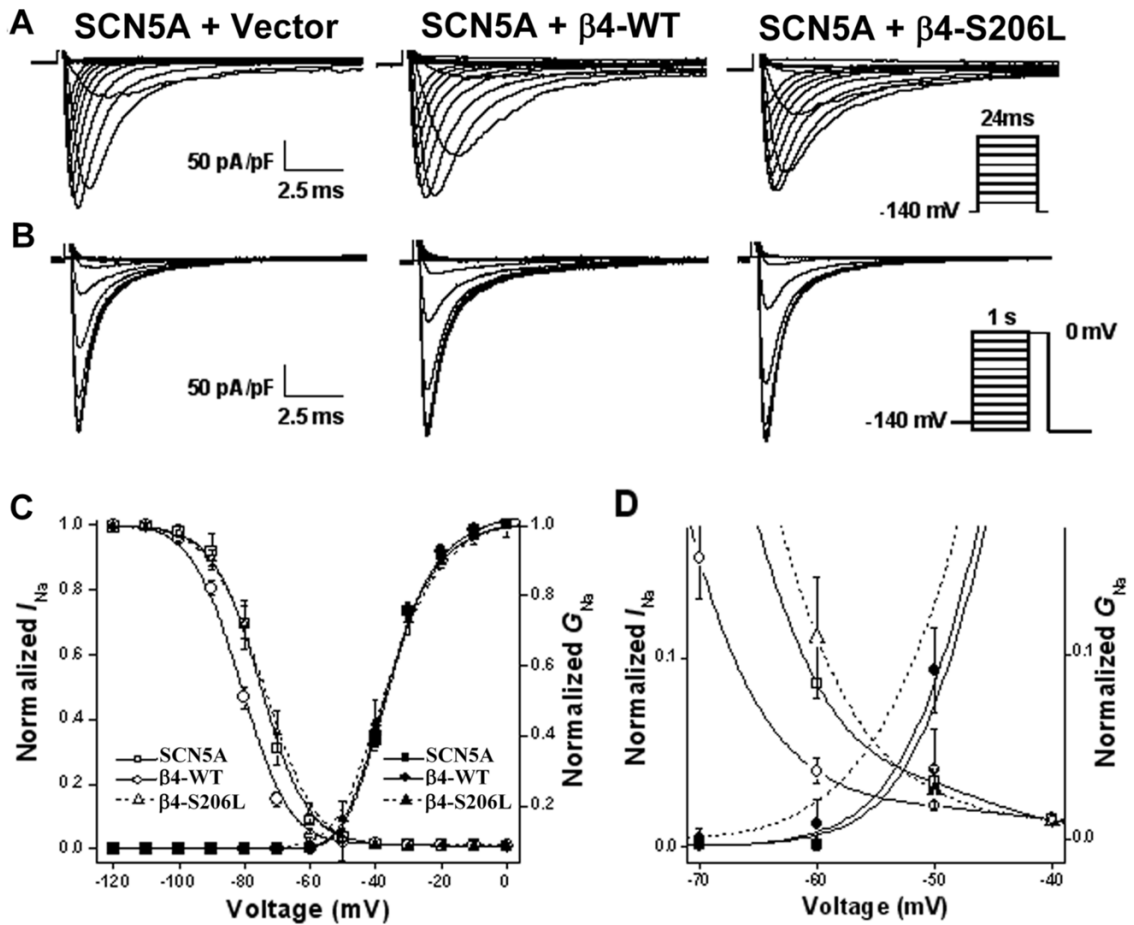 A
SCN5A + Vector
SCN5A + β4-WT
SCN5A + β4-S206L
50 pA/pF
2.5 ms
24ms
-140 mV
B
50 pA/pF
2.5 ms
1 s
0 mV
-140 mV
C
D
1.0
0.8
0.6
0.4
0.2
0.0
Normalized INa
1.0
0.8
0.6
0.4
0.2
Normalized GNa
SCN5A
β4-WT
β4-S206L
SCN5A
β4-WT
β4-S206L
-120
-100
-80
-60
-40
-20
0
Voltage (mV)
0.1
0.0
Normalized INa
0.1
0.0
Normalized GNa
-70
-60
-50
-40
Voltage (mV)